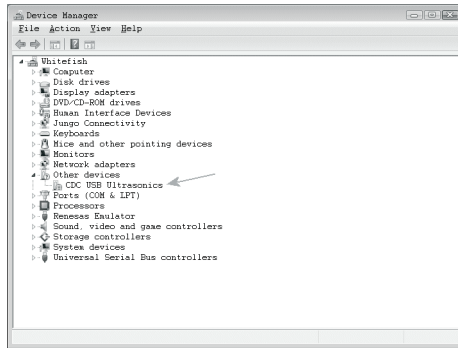 Device Manager
File Action View Help
Whitefish
Computer
Disk drives
Display adapters
DVD/CD-ROM drives
Human Interface Devices
Jungo Connectivity
Keyboards
Mice and other pointing devices
Monitors
Network adapters
Other devices
CDC USB Ultrasonics
Ports (COM & LPT)
Processors
Renesas Emulator
Sound, video and game controllers
Storage controllers
System devices
Universal Serial Bus controllers